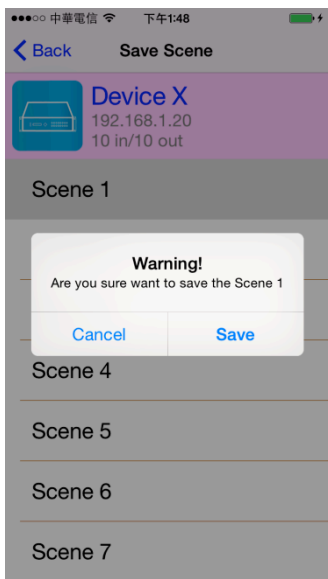 中華電信 下午1:48
Back Save Scene
Device X
192.168.1.20
10 in/10 out
Scene 1
Warning!
Are you sure want to save the Scene 1
Cancel Save
Scene 4
Scene 5
Scene 6
Scene 7